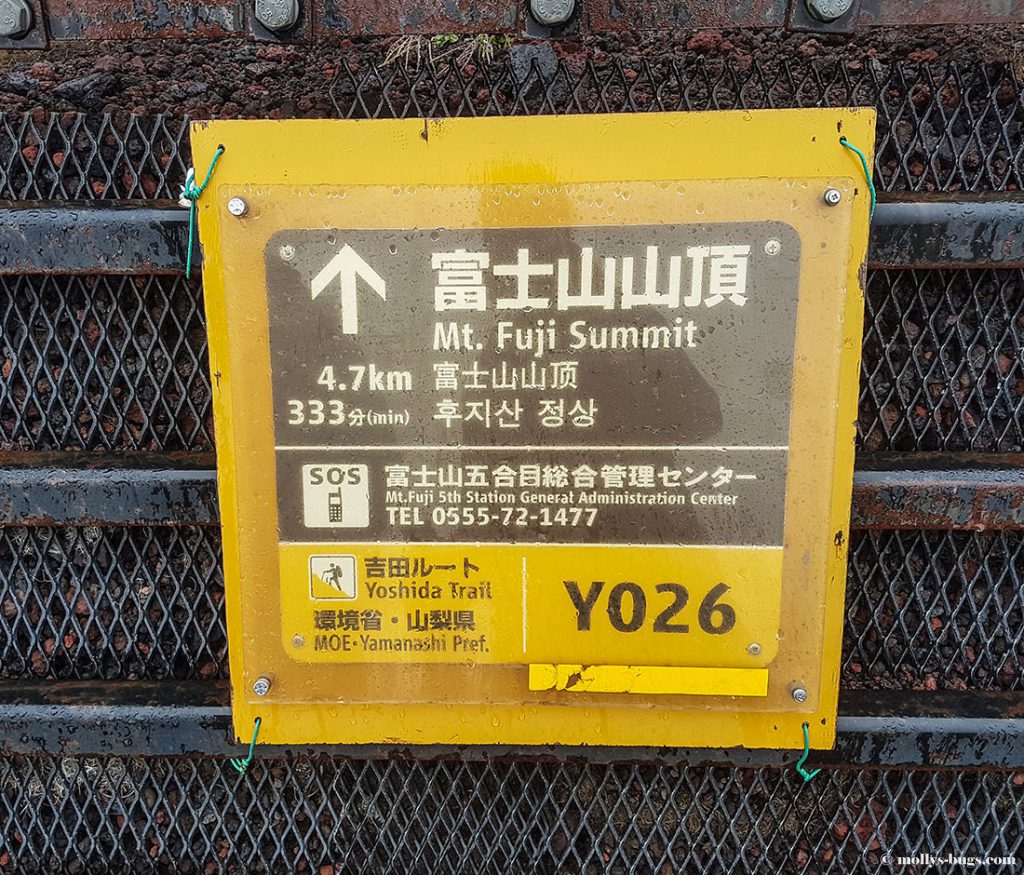 富士山山頂
Mt. Fuji Summit
4.7km 富士山山顶
333分(min) 후지산 정상
SOS
富士山五合目総合管理センター
Mt.Fuji 5th Station General Administration Center
TEL 0555-72-1477
吉田ルート
Yoshida Trail
環境省・山梨県
MOE・Yamanashi Pref.
Y026
© mollys-bugs.com